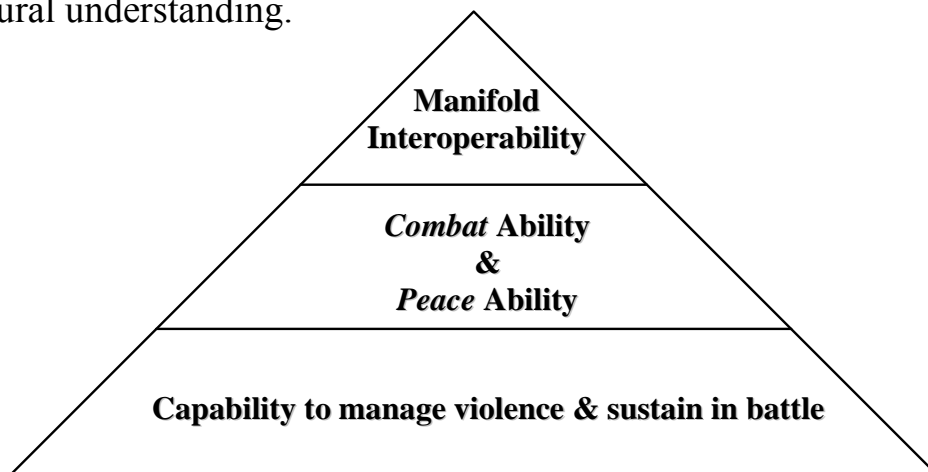 ural understanding.
Manifold
Interoperability
Combat Ability
&
Peace Ability
Capability to manage violence & sustain in battle